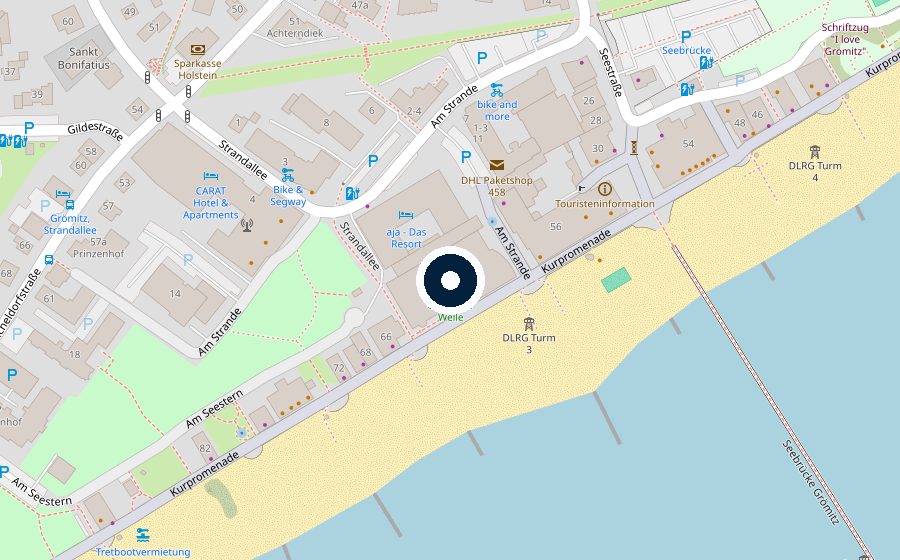 47a
51
Achterndiek
50
49
Sankt
Bonifatius
Sparkasse
Holstein
37
39
54
Gildestraße
58
60
53
1
3
8
6
2-4
Strandallee
Am Strande
7
1-3
11
bike and
more
Seebrücke
Seestraße
Schriftzug
"I love
Grömitz"
Kurpromenade
26
28
30
54
48
46
DLRG Turm
4
DHL Paketshop
458
Touristeninformation
56
CARAT
Hotel &
Apartments
4
Bike &
Segway
Grömitz,
Strandallee
57a
Prinzenhof
66
61
14
18
Am Strande
Strandallee
aja - Das
Resort
Am Strande
Kurpromenade
Weile
DLRG Turm
3
66
68
72
Am Seestern
82
Kurpromenade
Am Seestern
Tretbootvermietung
Seebrücke Grömitz